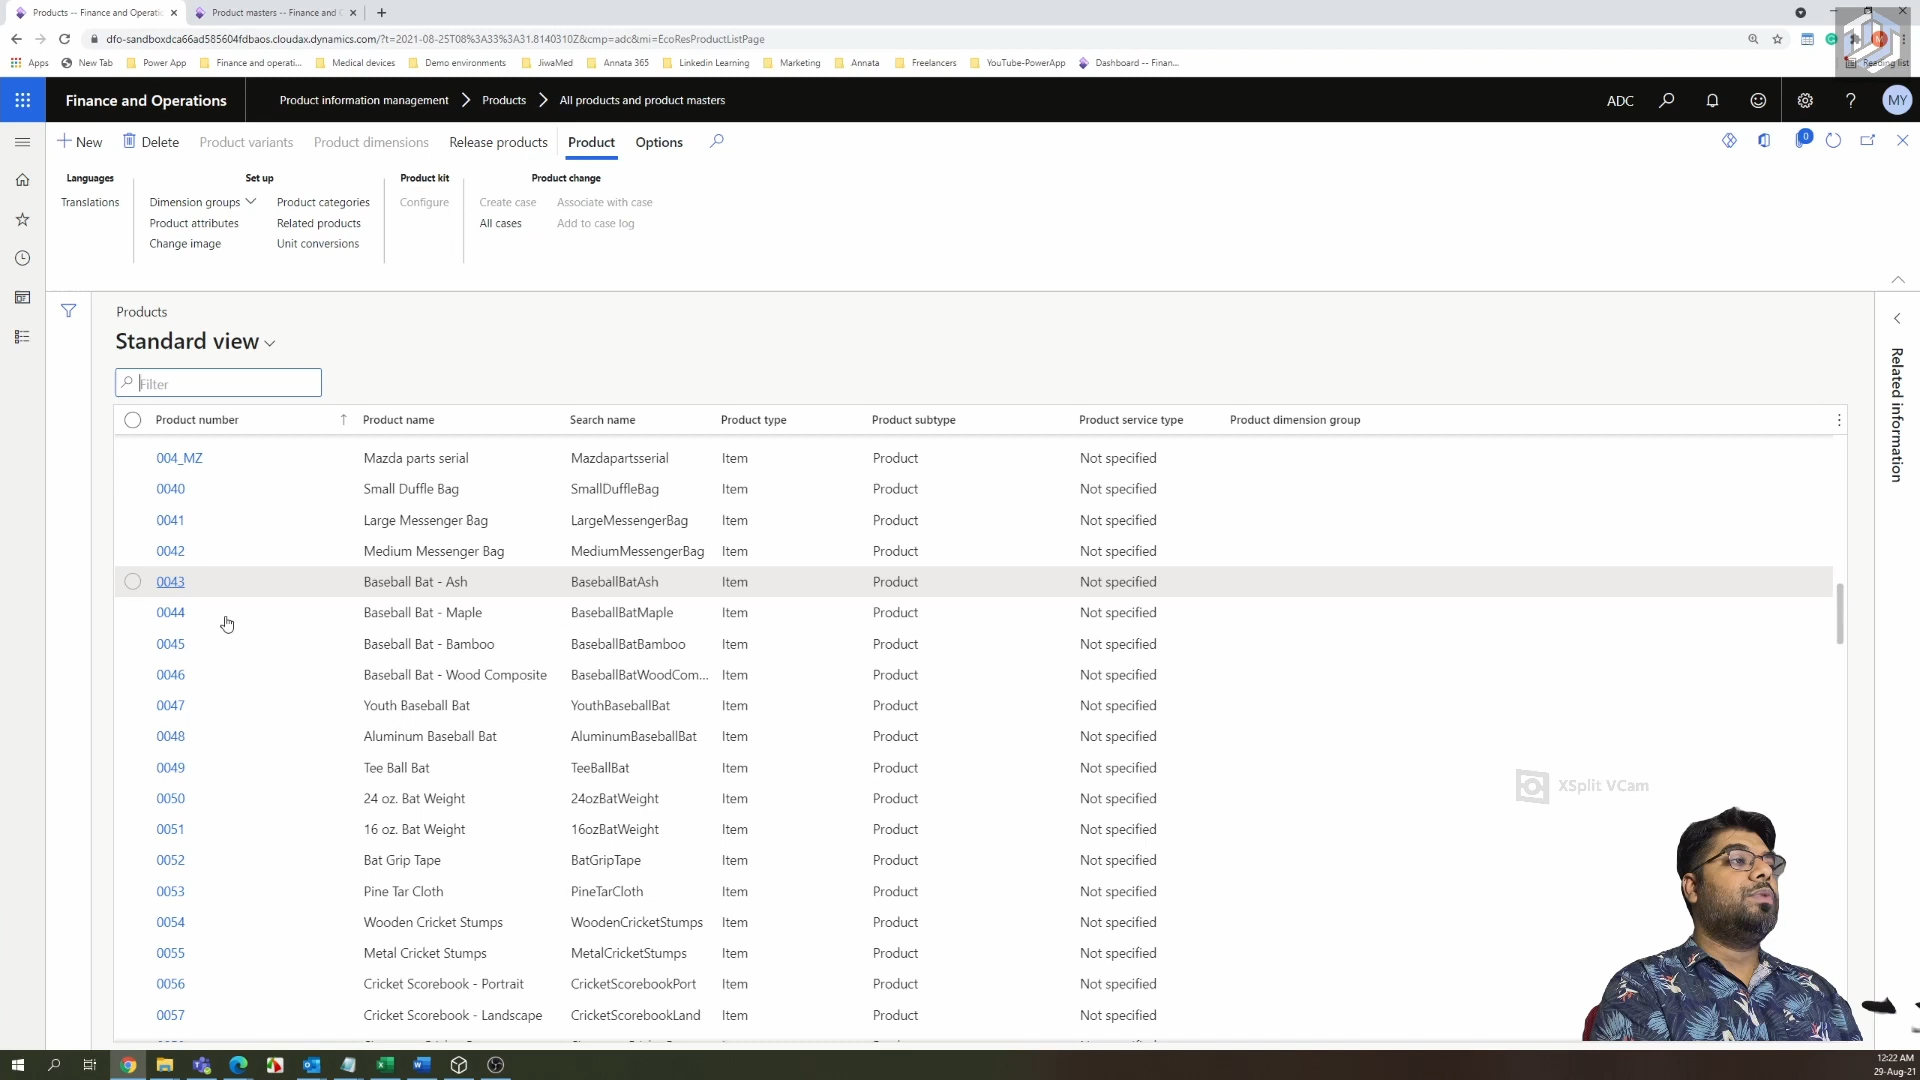 Products -- Finance and Operatio
Product masters -- Finance and O
dfo-sandboxdca66ad585604fdbaos.cloudax.dynamics.com/?t=2021-08-25T08%3A33%3A31.8140310Z&cmp=adc&mi=EcoResProductListPage
Apps New Tab Power App Finance and operati... Medical devices Demo environments JiwaMed Annata 365 Linkedin Learning Marketing Annata Freelancers YouTube-PowerApp Dashboard -- Finan... Reading list
Finance and Operations Product information management Products All products and product masters ADC ? MY
New Delete Product variants Product dimensions Release products Product Options 0
Languages Set up Product kit Product change
Translations Dimension groups Product categories Configure Create case Associate with case
Product attributes Related products All cases Add to case log
Change image Unit conversions
Products
Standard view
Filter
Related information
Product number Product name Search name Product type Product subtype Product service type Product dimension group
004_MZ Mazda parts serial Mazdapartsserial Item Product Not specified
0040 Small Duffle Bag SmallDuffleBag Item Product Not specified
0041 Large Messenger Bag LargeMessengerBag Item Product Not specified
0042 Medium Messenger Bag MediumMessengerBag Item Product Not specified
0043 Baseball Bat - Ash BaseballBatAsh Item Product Not specified
0044 Baseball Bat - Maple BaseballBatMaple Item Product Not specified
0045 Baseball Bat - Bamboo BaseballBatBamboo Item Product Not specified
0046 Baseball Bat - Wood Composite BaseballBatWoodCom... Item Product Not specified
0047 Youth Baseball Bat YouthBaseballBat Item Product Not specified
0048 Aluminum Baseball Bat AluminumBaseballBat Item Product Not specified
0049 Tee Ball Bat TeeBallBat Item Product Not specified
0050 24 oz. Bat Weight 24ozBatWeight Item Product Not specified
0051 16 oz. Bat Weight 16ozBatWeight Item Product Not specified
0052 Bat Grip Tape BatGripTape Item Product Not specified
0053 Pine Tar Cloth PineTarCloth Item Product Not specified
0054 Wooden Cricket Stumps WoodenCricketStumps Item Product Not specified
0055 Metal Cricket Stumps MetalCricketStumps Item Product Not specified
0056 Cricket Scorebook - Portrait CricketScorebookPort Item Product Not specified
0057 Cricket Scorebook - Landscape CricketScorebookLand Item Product Not specified
XSplit VCam
12:22 AM
29-Aug-21